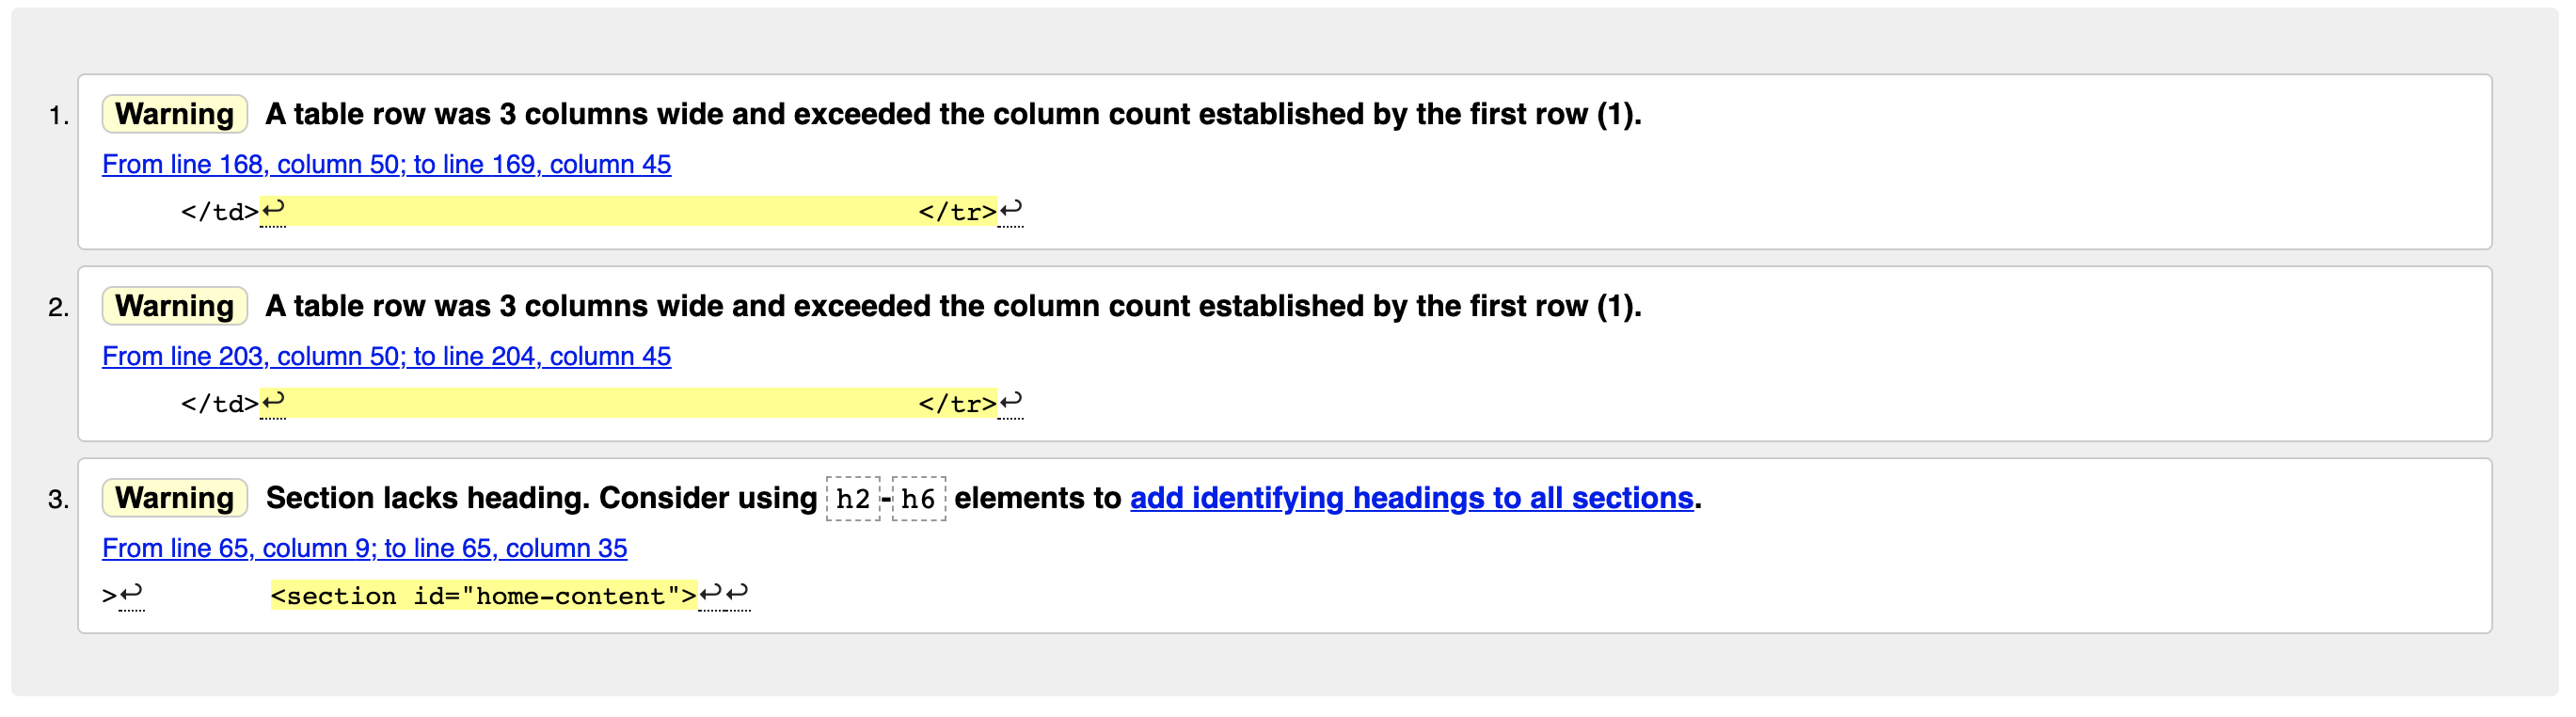 1. Warning A table row was 3 columns wide and exceeded the column count established by the first row (1).
From line 168, column 50; to line 169, column 45
</td>↩ </tr>↩
2. Warning A table row was 3 columns wide and exceeded the column count established by the first row (1).
From line 203, column 50; to line 204, column 45
</td>↩ </tr>↩
3. Warning Section lacks heading. Consider using h2-h6 elements to add identifying headings to all sections.
From line 65, column 9; to line 65, column 35
>↩ <section id="home-content">↩↩